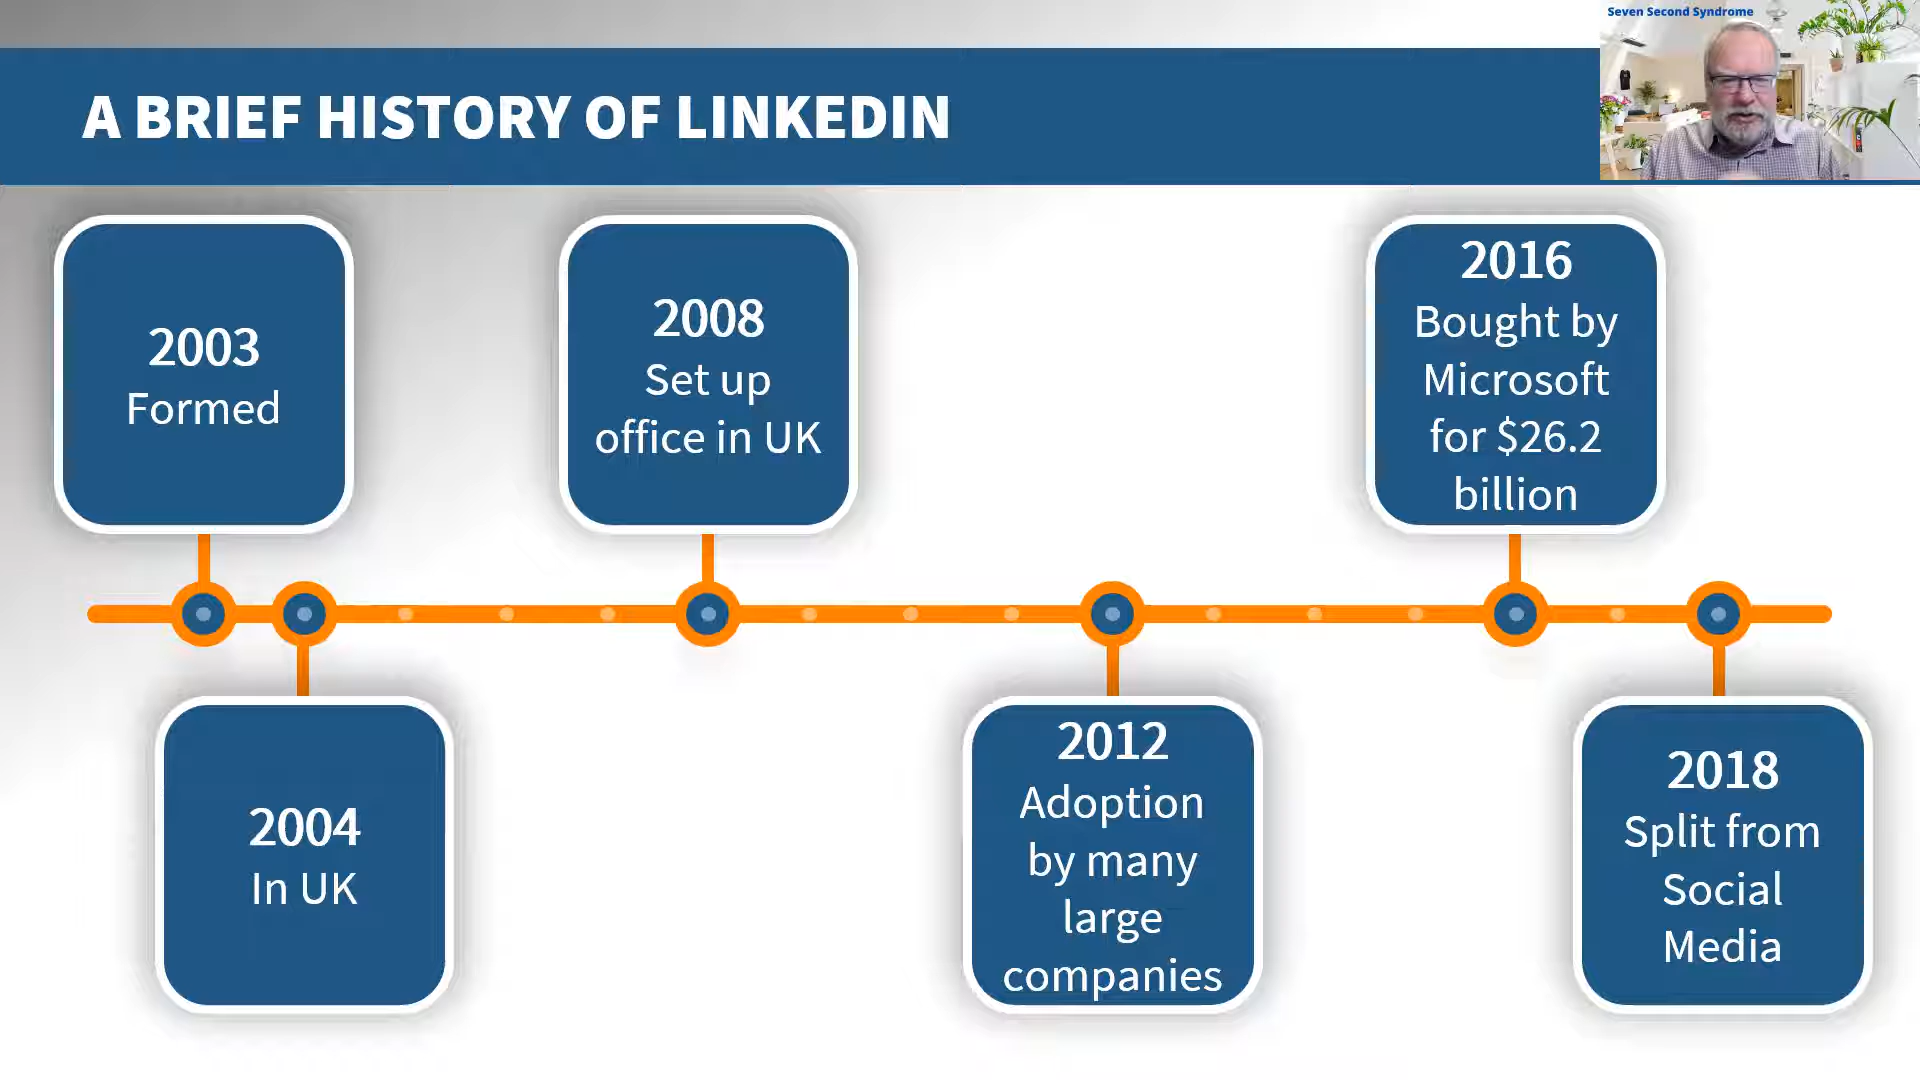 Seven Second Syndrome
A BRIEF HISTORY OF LINKEDIN
2003
Formed
2008
Set up
office in UK
2016
Bought by
Microsoft
for $26.2
billion
2004
In UK
2012
Adoption
by many
large
companies
2018
Split from
Social
Media